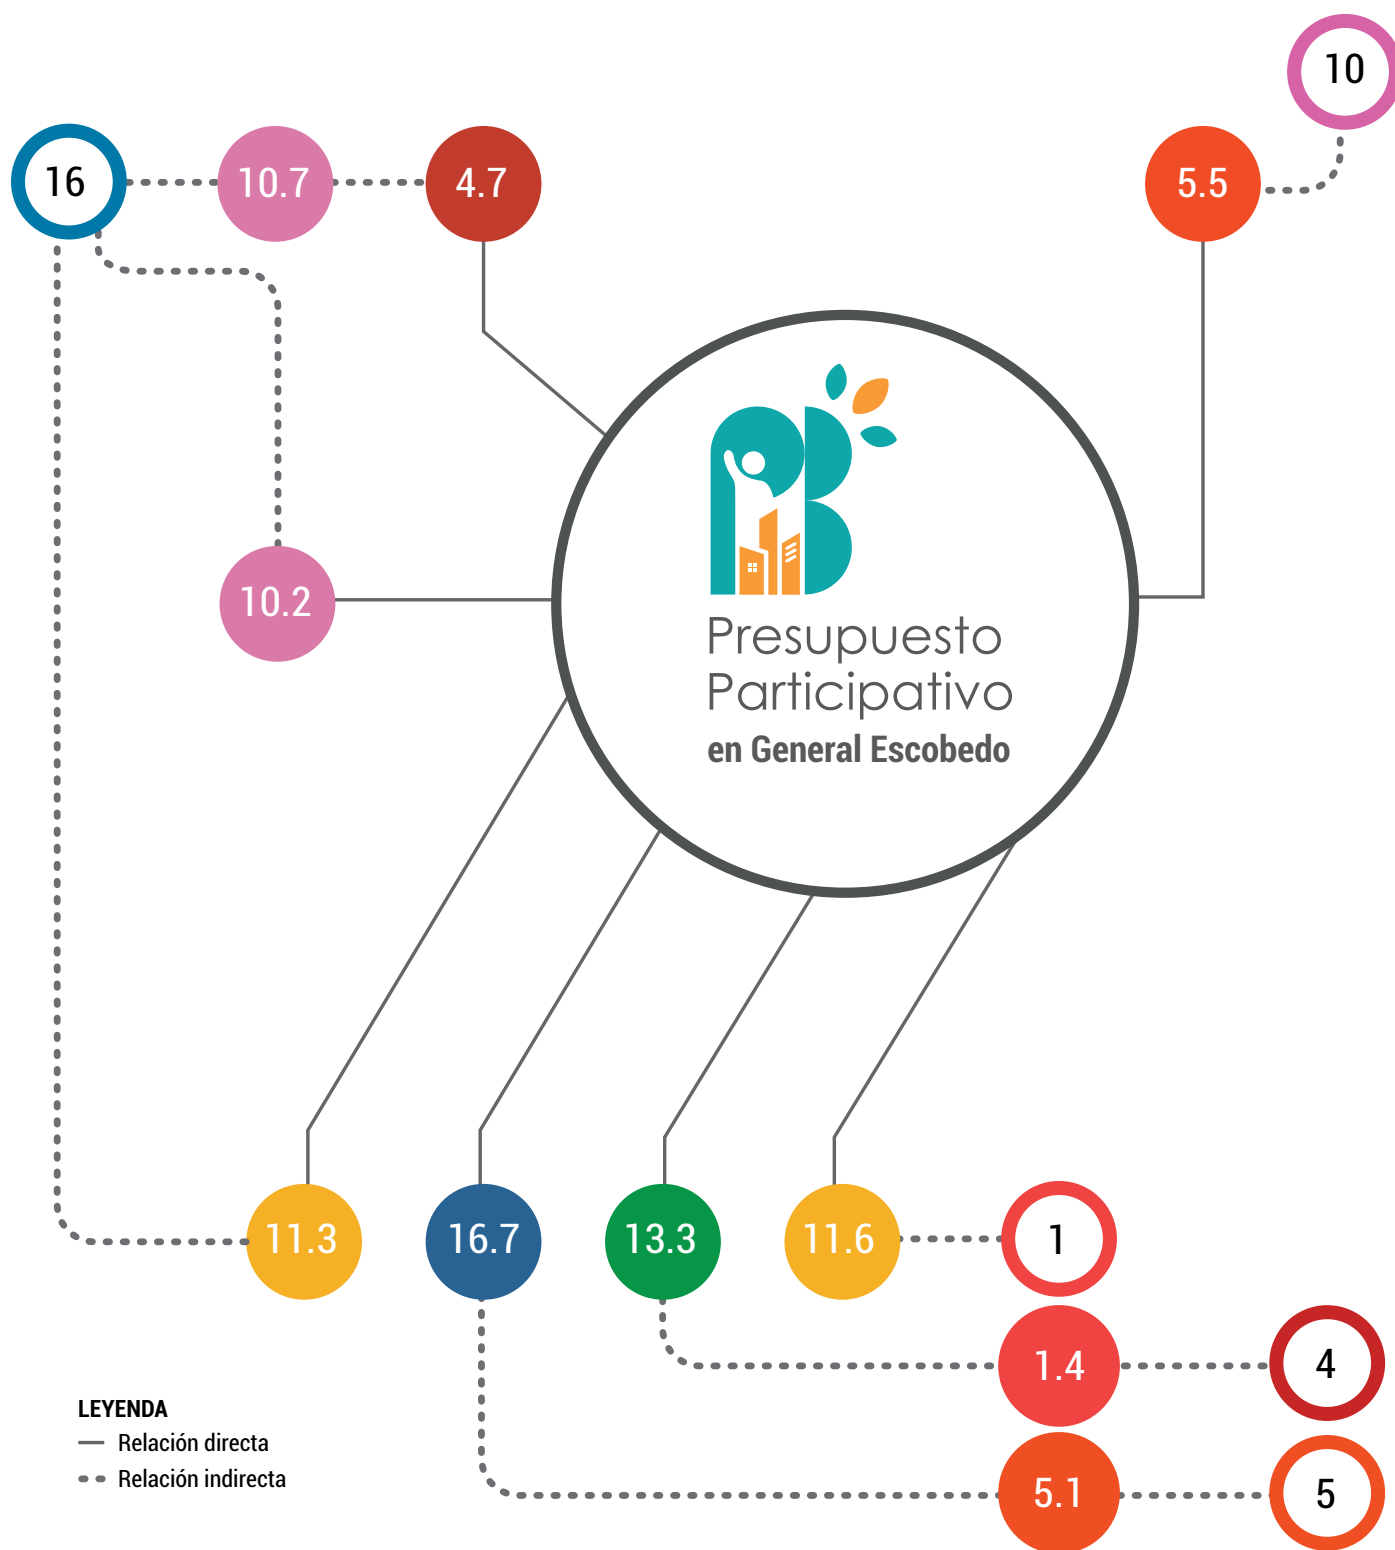 10
16
10.7
4.7
5.5
Presupuesto
Participativo
en General Escobedo
10.2
11.3
16.7
13.3
11.6
1
1.4
4
LEYENDA
Relación directa
Relación indirecta
5.1
5